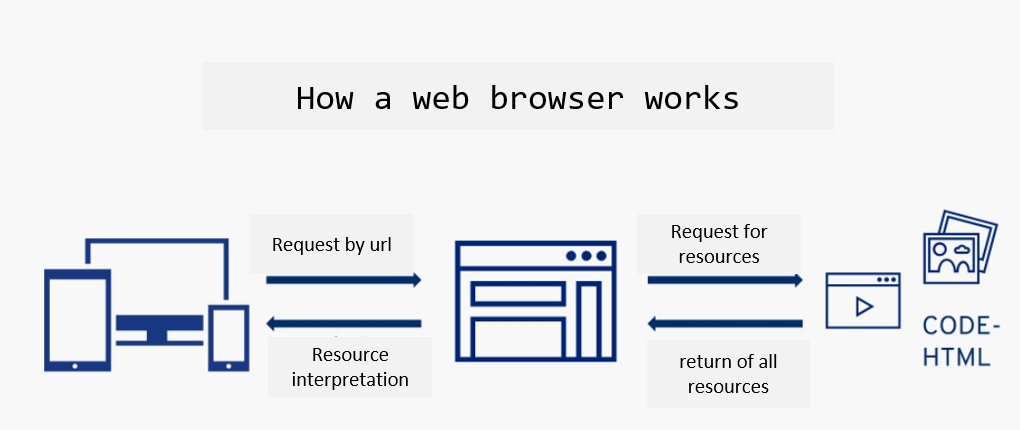 How a web browser works
Request by url
Resource
interpretation
Request for
resources
return of all
resources
CODE-
HTML